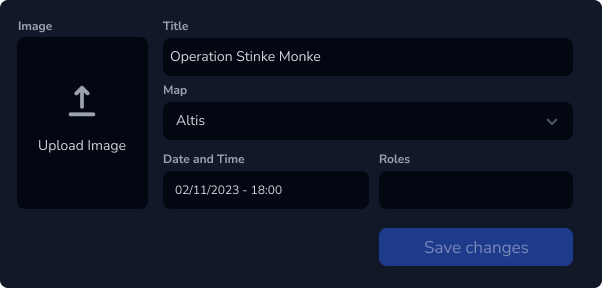 Image
Title
Operation Stinke Monke
Map
Altis
Upload Image
Date and Time
Roles
02/11/2023 - 18:00
Save changes